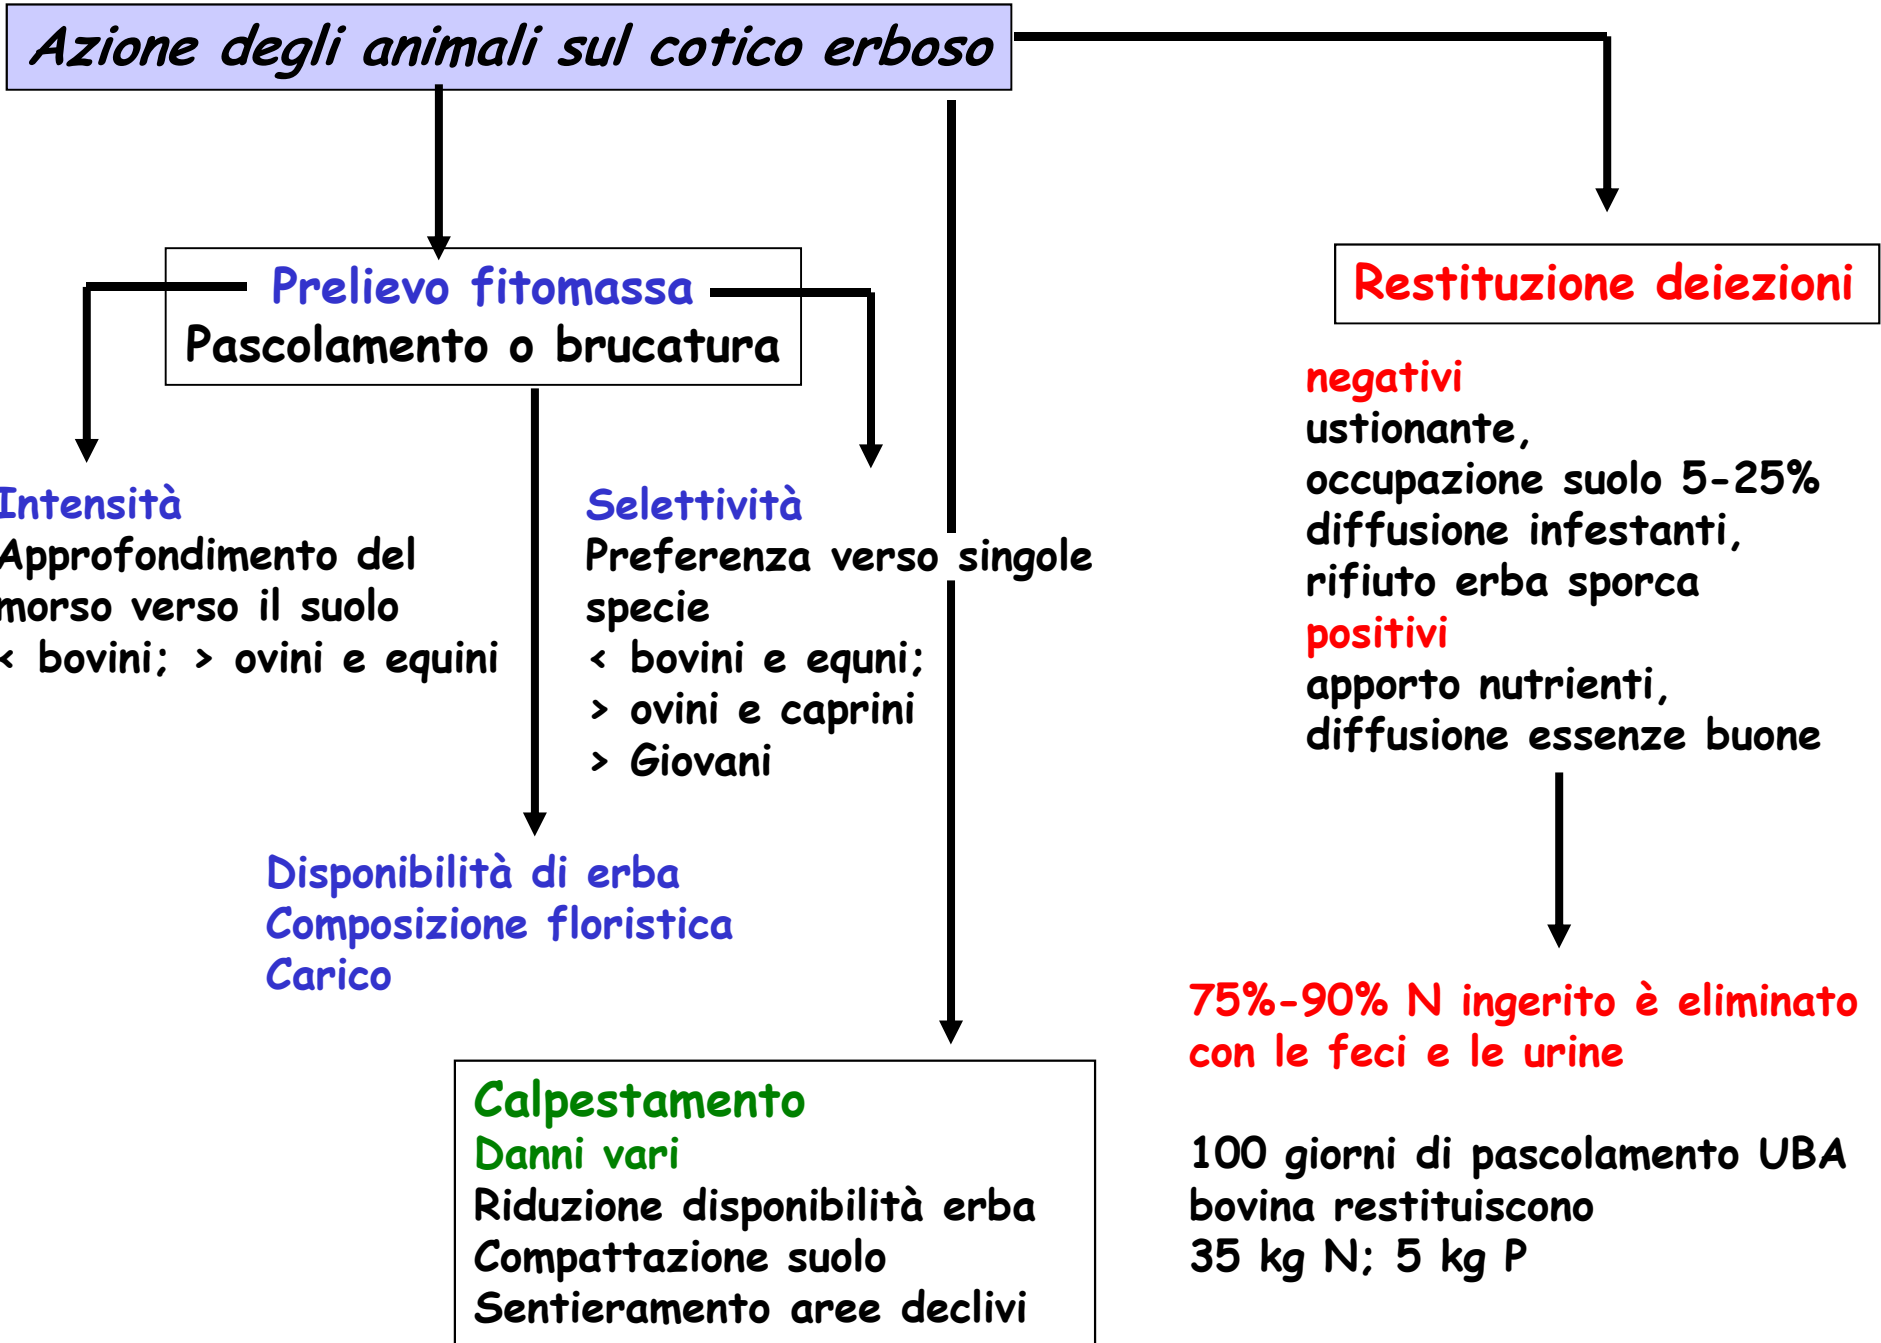 Azione degli animali sul cotico erboso
Prelievo fitomassa
Pascolamento o brucatura
Intensità
Approfondimento del
morso verso il suolo
< bovini; > ovini e equini
Selettività
Preferenza verso singole
specie
< bovini e equni;
> ovini e caprini
> Giovani
Disponibilità di erba
Composizione floristica
Carico
Calpestamento
Danni vari
Riduzione disponibilità erba
Compattazione suolo
Sentieramento aree declivi
Restituzione deiezioni
negativi
ustionante,
occupazione suolo 5-25%
diffusione infestanti,
rifiuto erba sporca
positivi
apporto nutrienti,
diffusione essenze buone
75%-90% N ingerito è eliminato
con le feci e le urine
100 giorni di pascolamento UBA
bovina restituiscono
35 kg N; 5 kg P